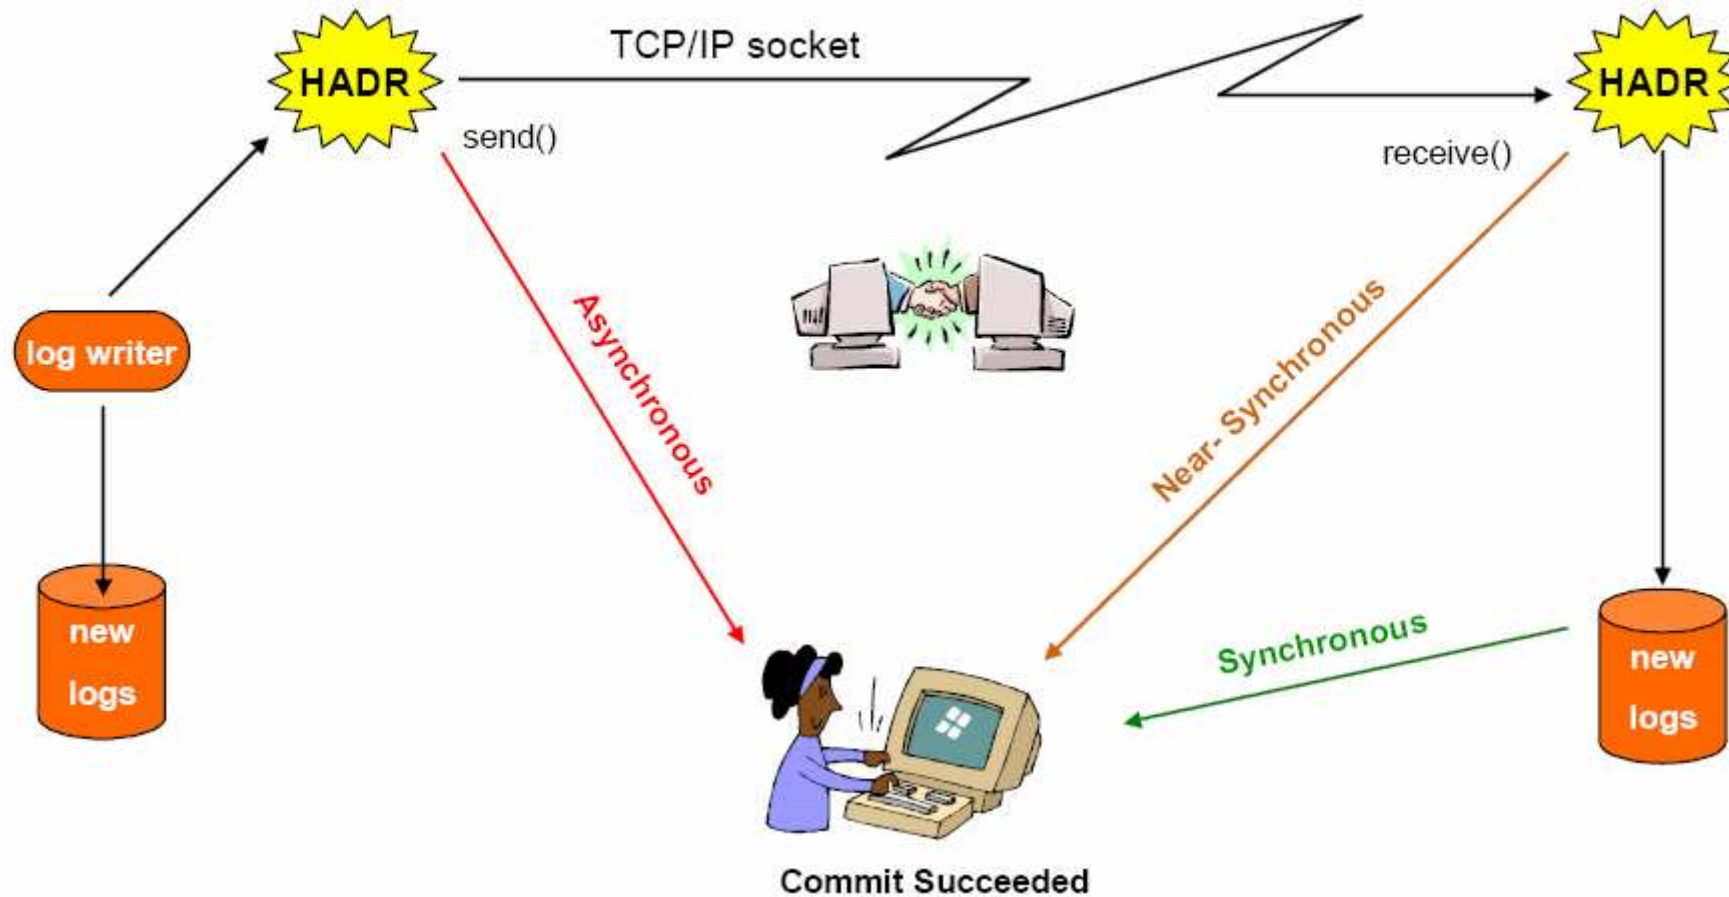 HADR
TCP/IP socket
HADR
send()
receive()
log writer
Asynchronous
Near- Synchronous
Synchronous
new
logs
new
logs
Commit Succeeded